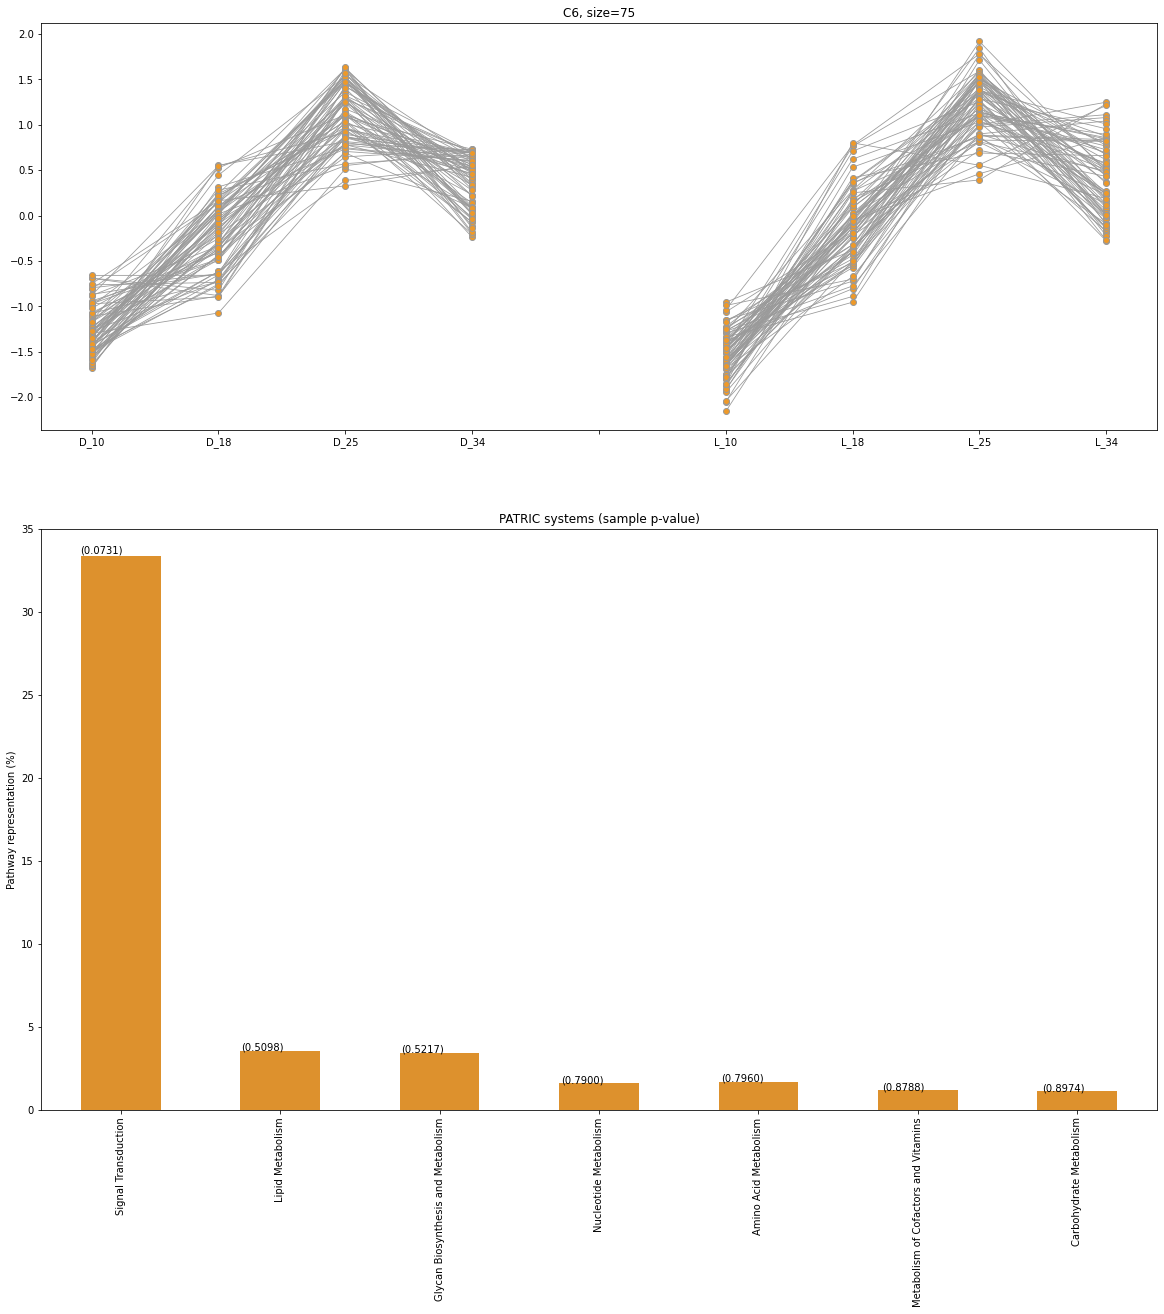 C6, size=75
2.0
1.5
1.0
0.5
0.0
−0.5
−1.0
−1.5
−2.0
D_10 D_18 D_25 D_34 L_10 L_18 L_25 L_34
PATRIC systems (sample p-value)
Pathway representation (%)
35
30
25
20
15
10
5
0
(0.0731)
(0.5098)
(0.5217)
(0.7900)
(0.7960)
(0.8788)
(0.8974)
Signal Transduction
Lipid Metabolism
Glycan Biosynthesis and Metabolism
Nucleotide Metabolism
Amino Acid Metabolism
Metabolism of Cofactors and Vitamins
Carbohydrate Metabolism